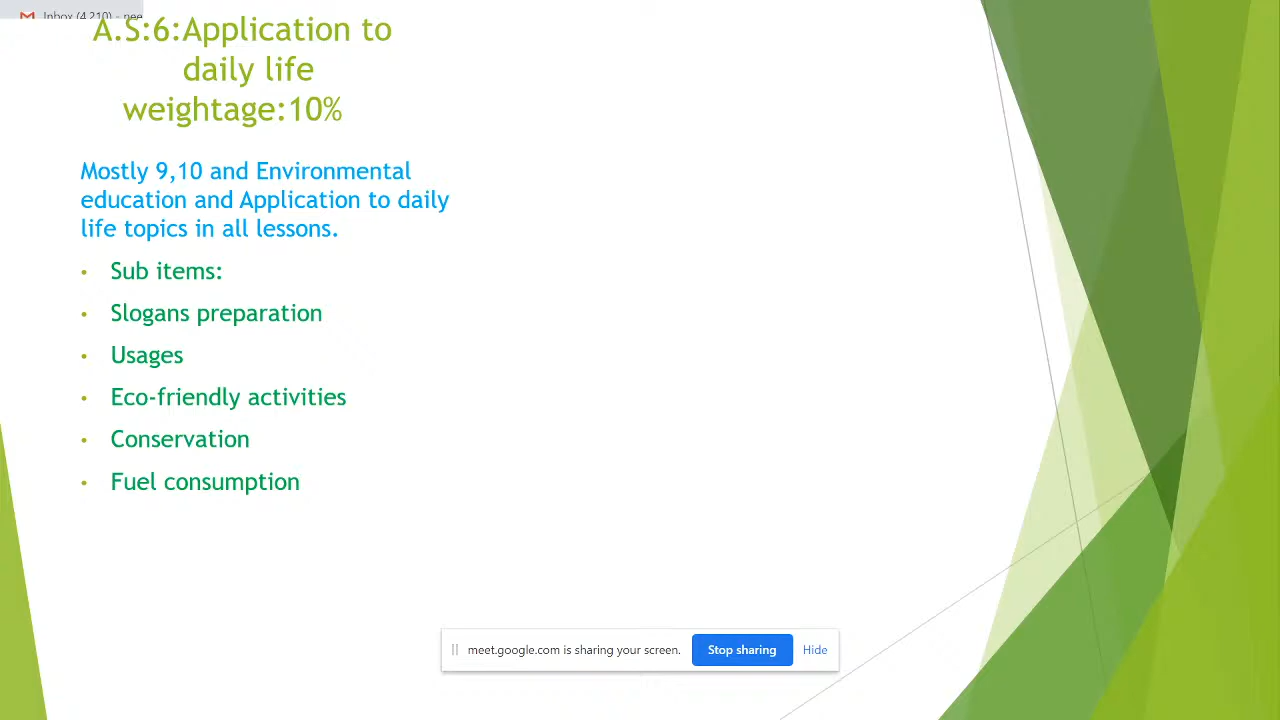 Inbox (4,210) - nee
A.S:6:Application to
daily life
weightage:10%
Mostly 9,10 and Environmental
education and Application to daily
life topics in all lessons.
• Sub items:
• Slogans preparation
• Usages
• Eco-friendly activities
• Conservation
• Fuel consumption
meet.google.com is sharing your screen. Stop sharing Hide